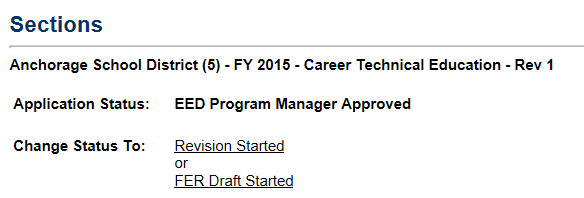 Sections
Anchorage School District (5) - FY 2015 - Career Technical Education - Rev 1
Application Status: EED Program Manager Approved
Change Status To: Revision Started
or
FER Draft Started